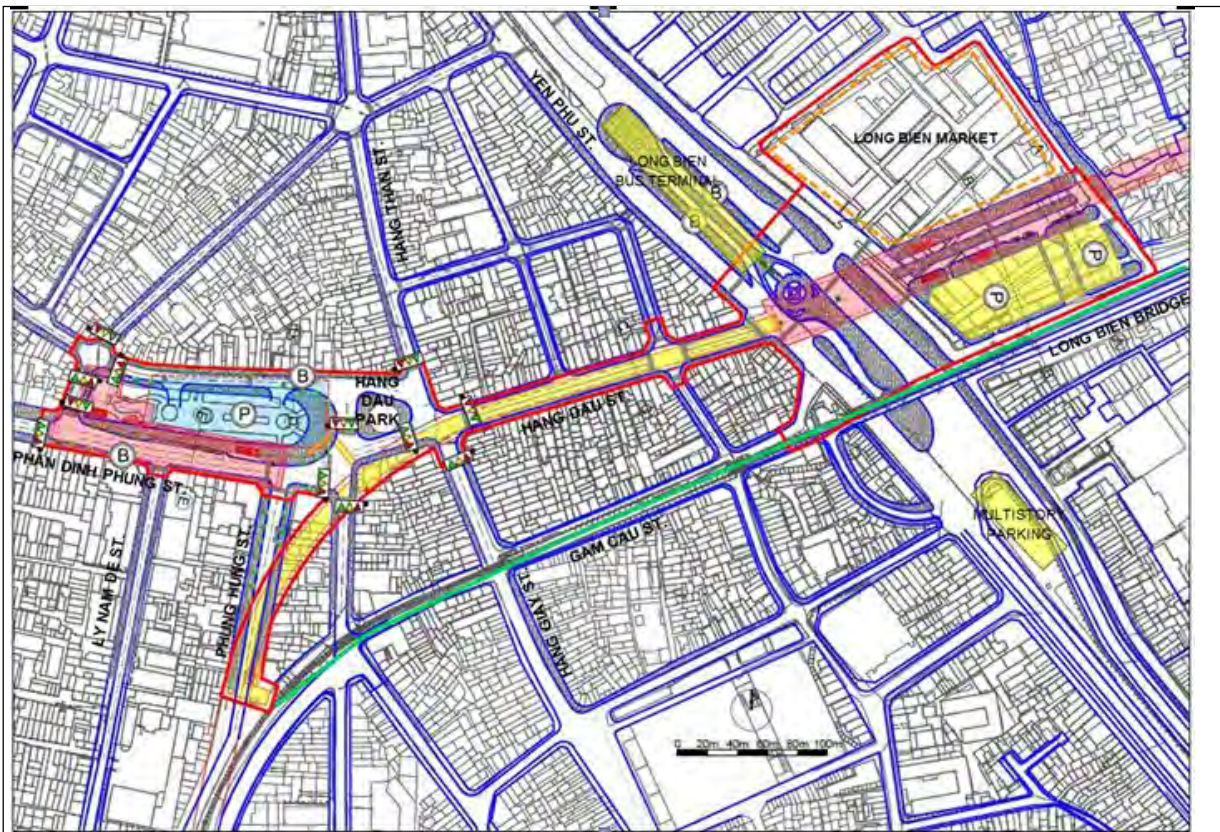 YEN PHU ST.
LONG BIEN MARKET
LONG BIEN
BUS TERMINAL
B
B
HANG THAN ST.
P
P
LONG BIEN BRIDGE
B
HANG
DAU
PARK
P
HANG DAU ST.
B
PHAN DINH PHUNG ST.
MULTISTORY
PARKING
GAM CAU ST.
LY NAM DE ST.
PHUNG HUNG ST.
HANG GIAY ST.
0 20m 40m 60m 80m 100m